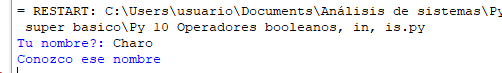 = RESTART: C:\Users\usuario\Documents\Análisis de sistemas\Py
super basico\Py 10 Operadores booleanos, in, is.py
Tu nombre?: Charo
Conozco ese nombre